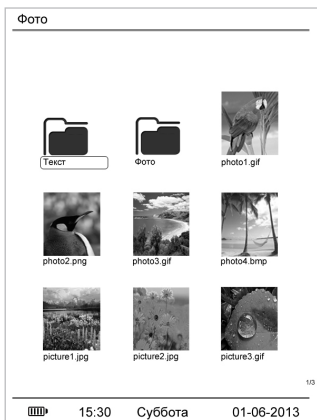 Фото
Текст
Фото
photo1.gif
photo2.png
photo3.gif
photo4.bmp
picture1.jpg
picture2.jpg
picture3.gif
1/3
15:30 Суббота 01-06-2013